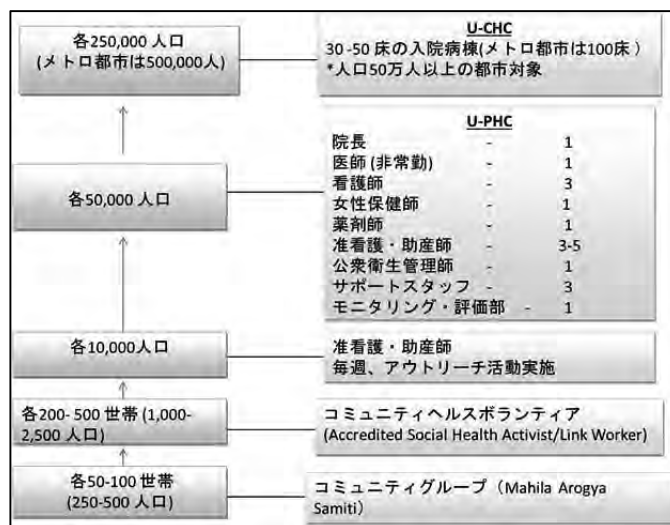 各250,000 人口
(メトロ都市は500,000人)
U-CHC
30 -50 床の入院病棟(メトロ都市は100床 )
*人口50万人以上の都市対象
各50,000 人口
U-PHC
院長 - 1
医師 (非常勤) - 1
看護師 - 3
女性保健師 - 1
薬剤師 - 1
准看護・助産師 - 3-5
公衆衛生管理師 - 1
サポートスタッフ - 3
モニタリング・評価部 - 1
各10,000人口
准看護・助産師
毎週、アウトリーチ活動実施
各200- 500 世帯 (1,000-
2,500 人口)
コミュニティヘルスボランティア
(Accredited Social Health Activist/Link Worker)
各50-100 世帯
(250-500 人口)
コミュニティグループ（Mahila Arogya
Samiti）